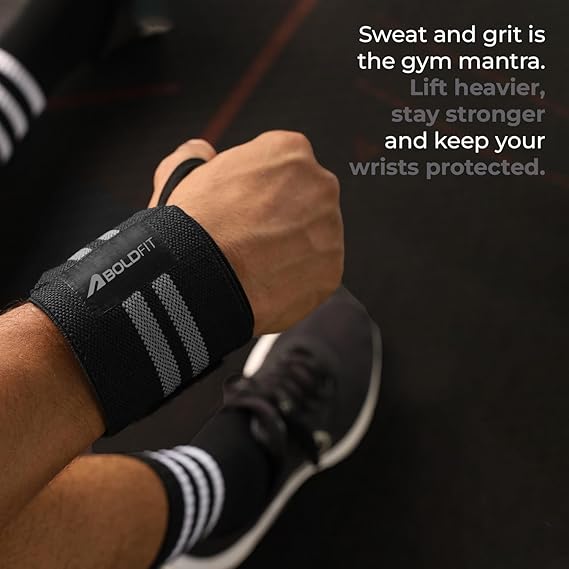 Sweat and grit is
the gym mantra.
Lift heavier,
stay stronger
and keep your
wrists protected.
BOLDFIT